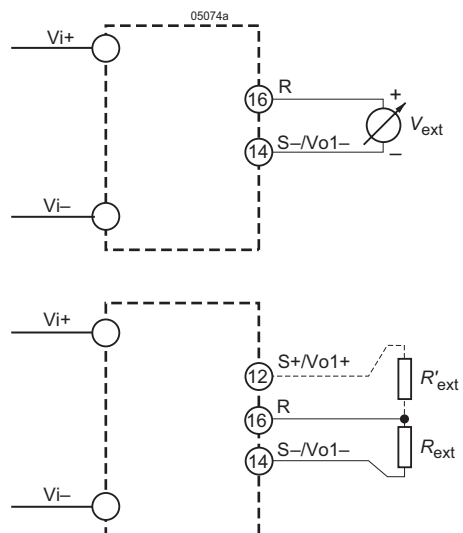 05074a
Vi+
16 R
+
Vext
14 S–/Vo1–
–
Vi–
Vi+
12 S+/Vo1+
R'ext
16 R
14 S–/Vo1–
Rext
Vi–